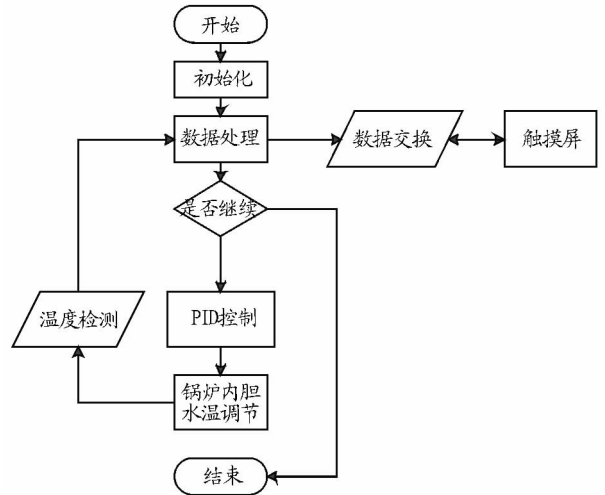 开始
初始化
数据处理
数据交换
触摸屏
是否继续
温度检测
PID控制
锅炉内胆
水温调节
结束